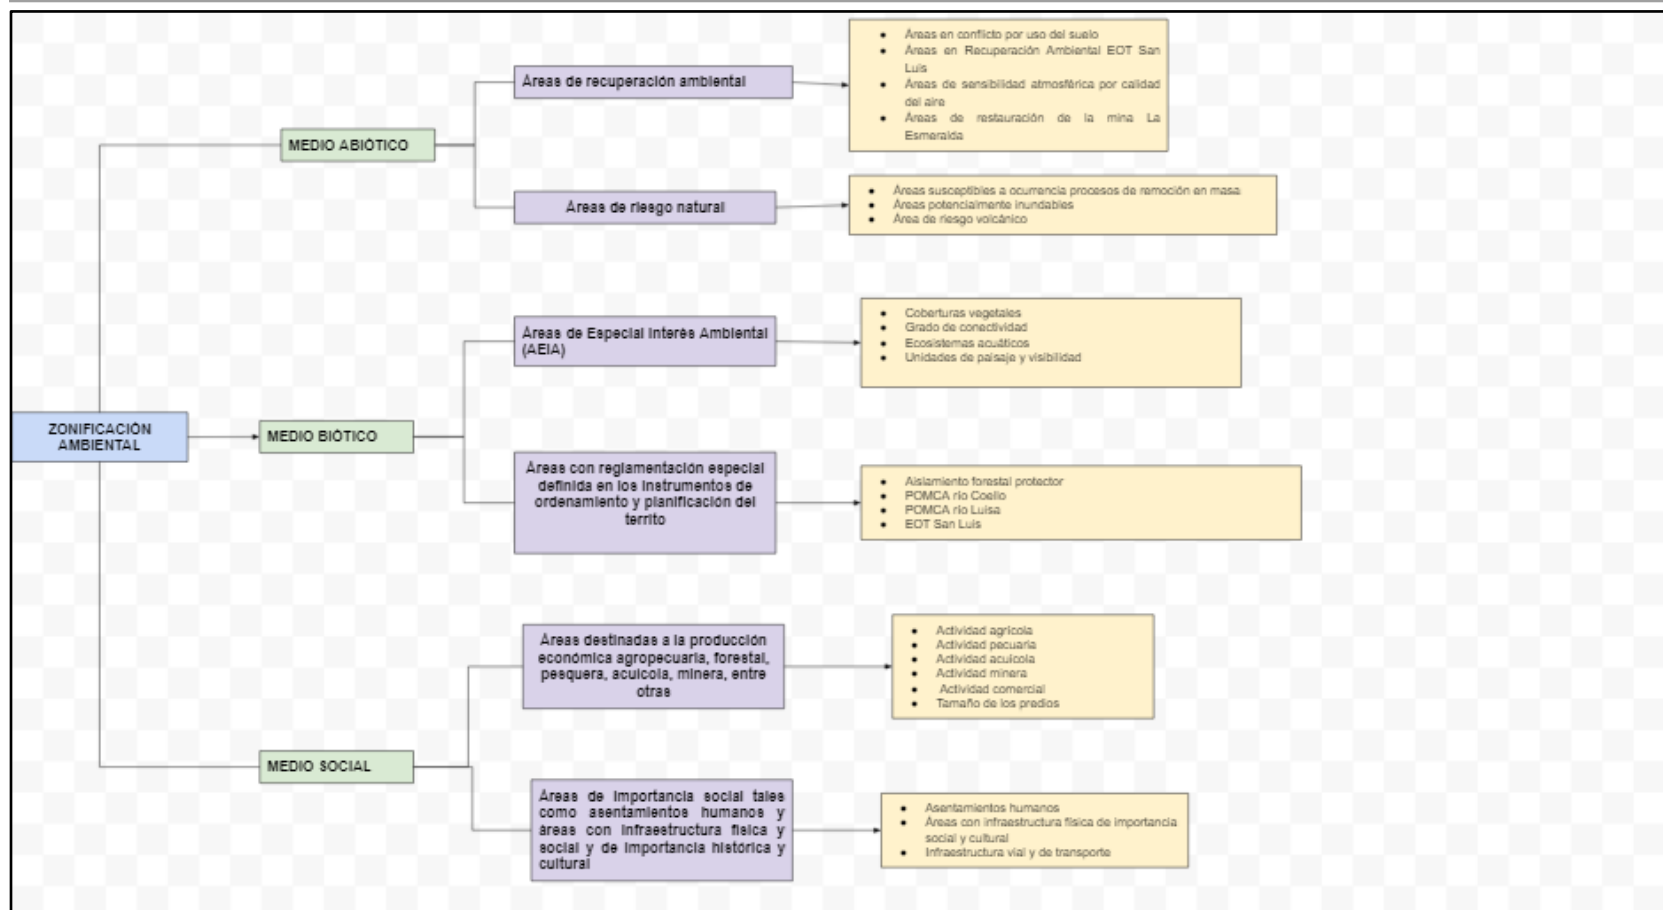 Áreas en conflicto por uso del suelo
Áreas en Recuperación Ambiental EOT San
Luis
Áreas de sensibilidad atmosférica por calidad
del aire
Áreas de restauración de la mina La
Esmeralda
Áreas de recuperación ambiental
MEDIO ABIÓTICO
Áreas de riesgo natural
Áreas susceptibles a ocurrencia procesos de remoción en masa
Áreas potencialmente inundables
Área de riesgo volcánico
Áreas de Especial Interés Ambiental
(AEIA)
Coberturas vegetales
Grado de conectividad
Ecosistemas acuáticos
Unidades de paisaje y visibilidad
ZONIFICACIÓN
AMBIENTAL
MEDIO BIÓTICO
Áreas con reglamentación especial
definida en los instrumentos de
ordenamiento y planificación del
territo
Aislamiento forestal protector
POMCA río Coello
POMCA río Luisa
EOT San Luis
Áreas destinadas a la producción
económica agropecuaria, forestal,
pesquera, acuícola, minera, entre
otras
Actividad agrícola
Actividad pecuaria
Actividad acuícola
Actividad minera
Actividad comercial
Tamaño de los predios
MEDIO SOCIAL
Áreas de importancia social tales
como asentamientos humanos y
áreas con infraestructura física y
social y de importancia histórica y
cultural
Asentamientos humanos
Áreas con infraestructura física de importancia
social y cultural
Infraestructura vial y de transporte